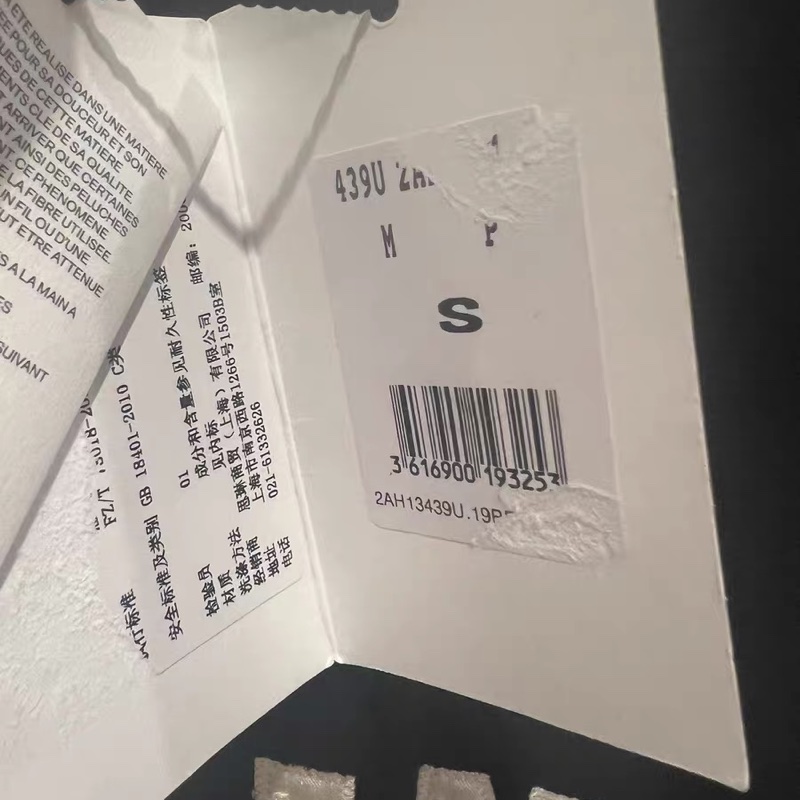 A ETE REALISE DANS UNE MATIERE
POUR SA DOUCEUR ET SON
DE CETTE MATIERE
CLE DE SA QUALITE.
ARRIVER QUE CERTAINES
AINSI DES PELUCHES
CE PHENOMENE
LA FIBRE UTILISEE.
UN FIL OU D'UNE
ETRE ATTENUE
A LA MAIN A
SUIVANT
FZ/T
安全标准及类别 GB 18401-2010 C类
检验员 01
材质 成分和含量参见耐久性标签
洗涤方法 见内标
经销商 思琳商贸（上海）有限公司 邮编: 200
地址 上海市南京西路1266号1503B室
电话 021-61332626
439U
M P
S
3 616900 193253
2AH13439U.19P